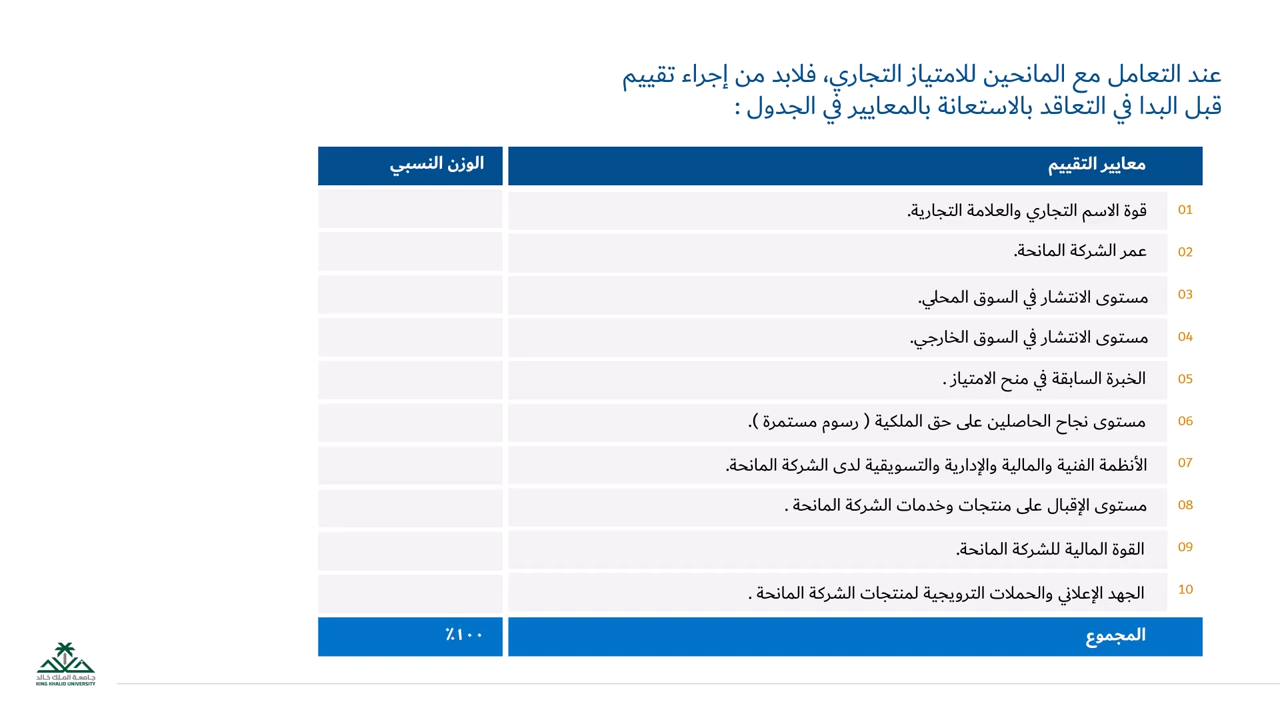 عند التعامل مع المانحين للامتياز التجاري، فلابد من إجراء تقييم
قبل البدا في التعاقد بالاستعانة بالمعايير في الجدول :
معايير التقييم
الوزن النسبي
01 قوة الاسم التجاري والعلامة التجارية.
02 عمر الشركة المانحة.
03 مستوى الانتشار في السوق المحلي.
04 مستوى الانتشار في السوق الخارجي.
05 الخبرة السابقة في منح الامتياز .
06 مستوى نجاح الحاصلين على حق الملكية ( رسوم مستمرة ).
07 الأنظمة الفنية والمالية والإدارية والتسويقية لدى الشركة المانحة.
08 مستوى الإقبال على منتجات وخدمات الشركة المانحة .
09 القوة المالية للشركة المانحة.
10 الجهد الإعلاني والحملات الترويجية لمنتجات الشركة المانحة .
المجموع
١٠٠٪
جامعة الملك خالد
KING KHALID UNIVERSITY